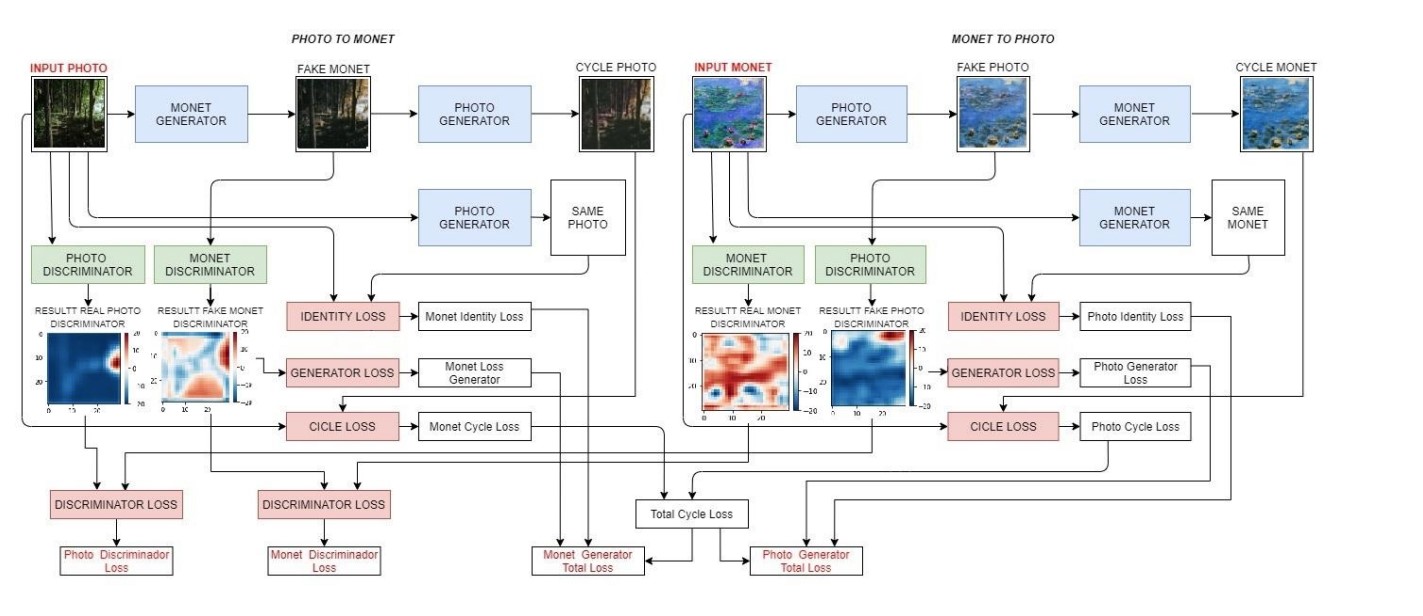 PHOTO TO MONET
MONET TO PHOTO
INPUT PHOTO
FAKE MONET
CYCLE PHOTO
INPUT MONET
FAKE PHOTO
CYCLE MONET
MONET
GENERATOR
PHOTO
GENERATOR
PHOTO
GENERATOR
MONET
GENERATOR
PHOTO
GENERATOR
SAME
PHOTO
MONET
GENERATOR
SAME
MONET
PHOTO
DISCRIMINATOR
MONET
DISCRIMINATOR
MONET
DISCRIMINATOR
PHOTO
DISCRIMINATOR
RESULTT REAL PHOTO
DISCRIMINATOR
RESULTT FAKE MONET
DISCRIMINATOR
RESULTT REAL MONET
DISCRIMINATOR
RESULTT FAKE PHOTO
DISCRIMINATOR
IDENTITY LOSS
Monet Identity Loss
IDENTITY LOSS
Photo Identity Loss
GENERATOR LOSS
Monet Loss
Generator
GENERATOR LOSS
Photo Generator
Loss
CICLE LOSS
Monet Cycle Loss
CICLE LOSS
Photo Cycle Loss
DISCRIMINATOR LOSS
DISCRIMINATOR LOSS
Total Cycle Loss
Photo Discriminador
Loss
Monet Discriminador
Loss
Monet Generator
Total Loss
Photo Generator
Total Loss